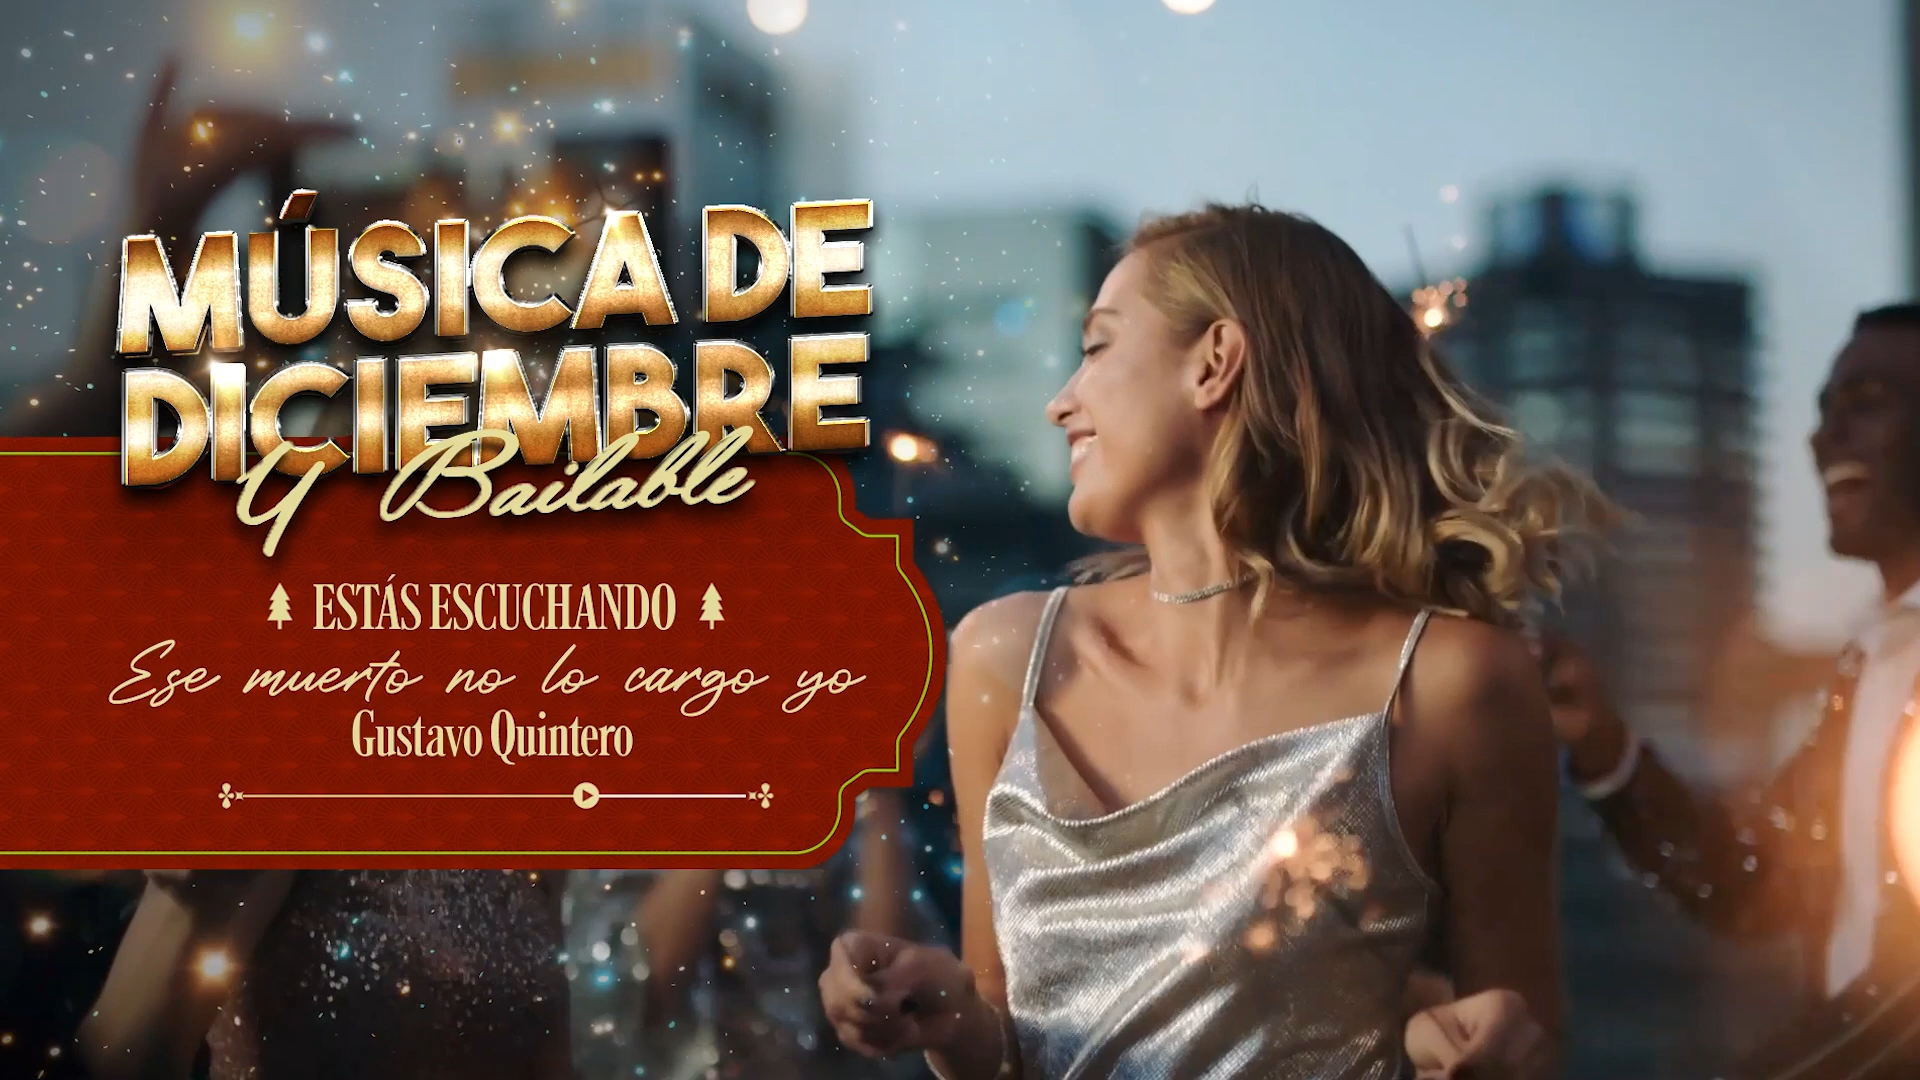 MÚSICA DE
DICIEMBRE
Y Bailable
ESTÁS ESCUCHANDO
Ese muerto no lo cargo yo
Gustavo Quintero